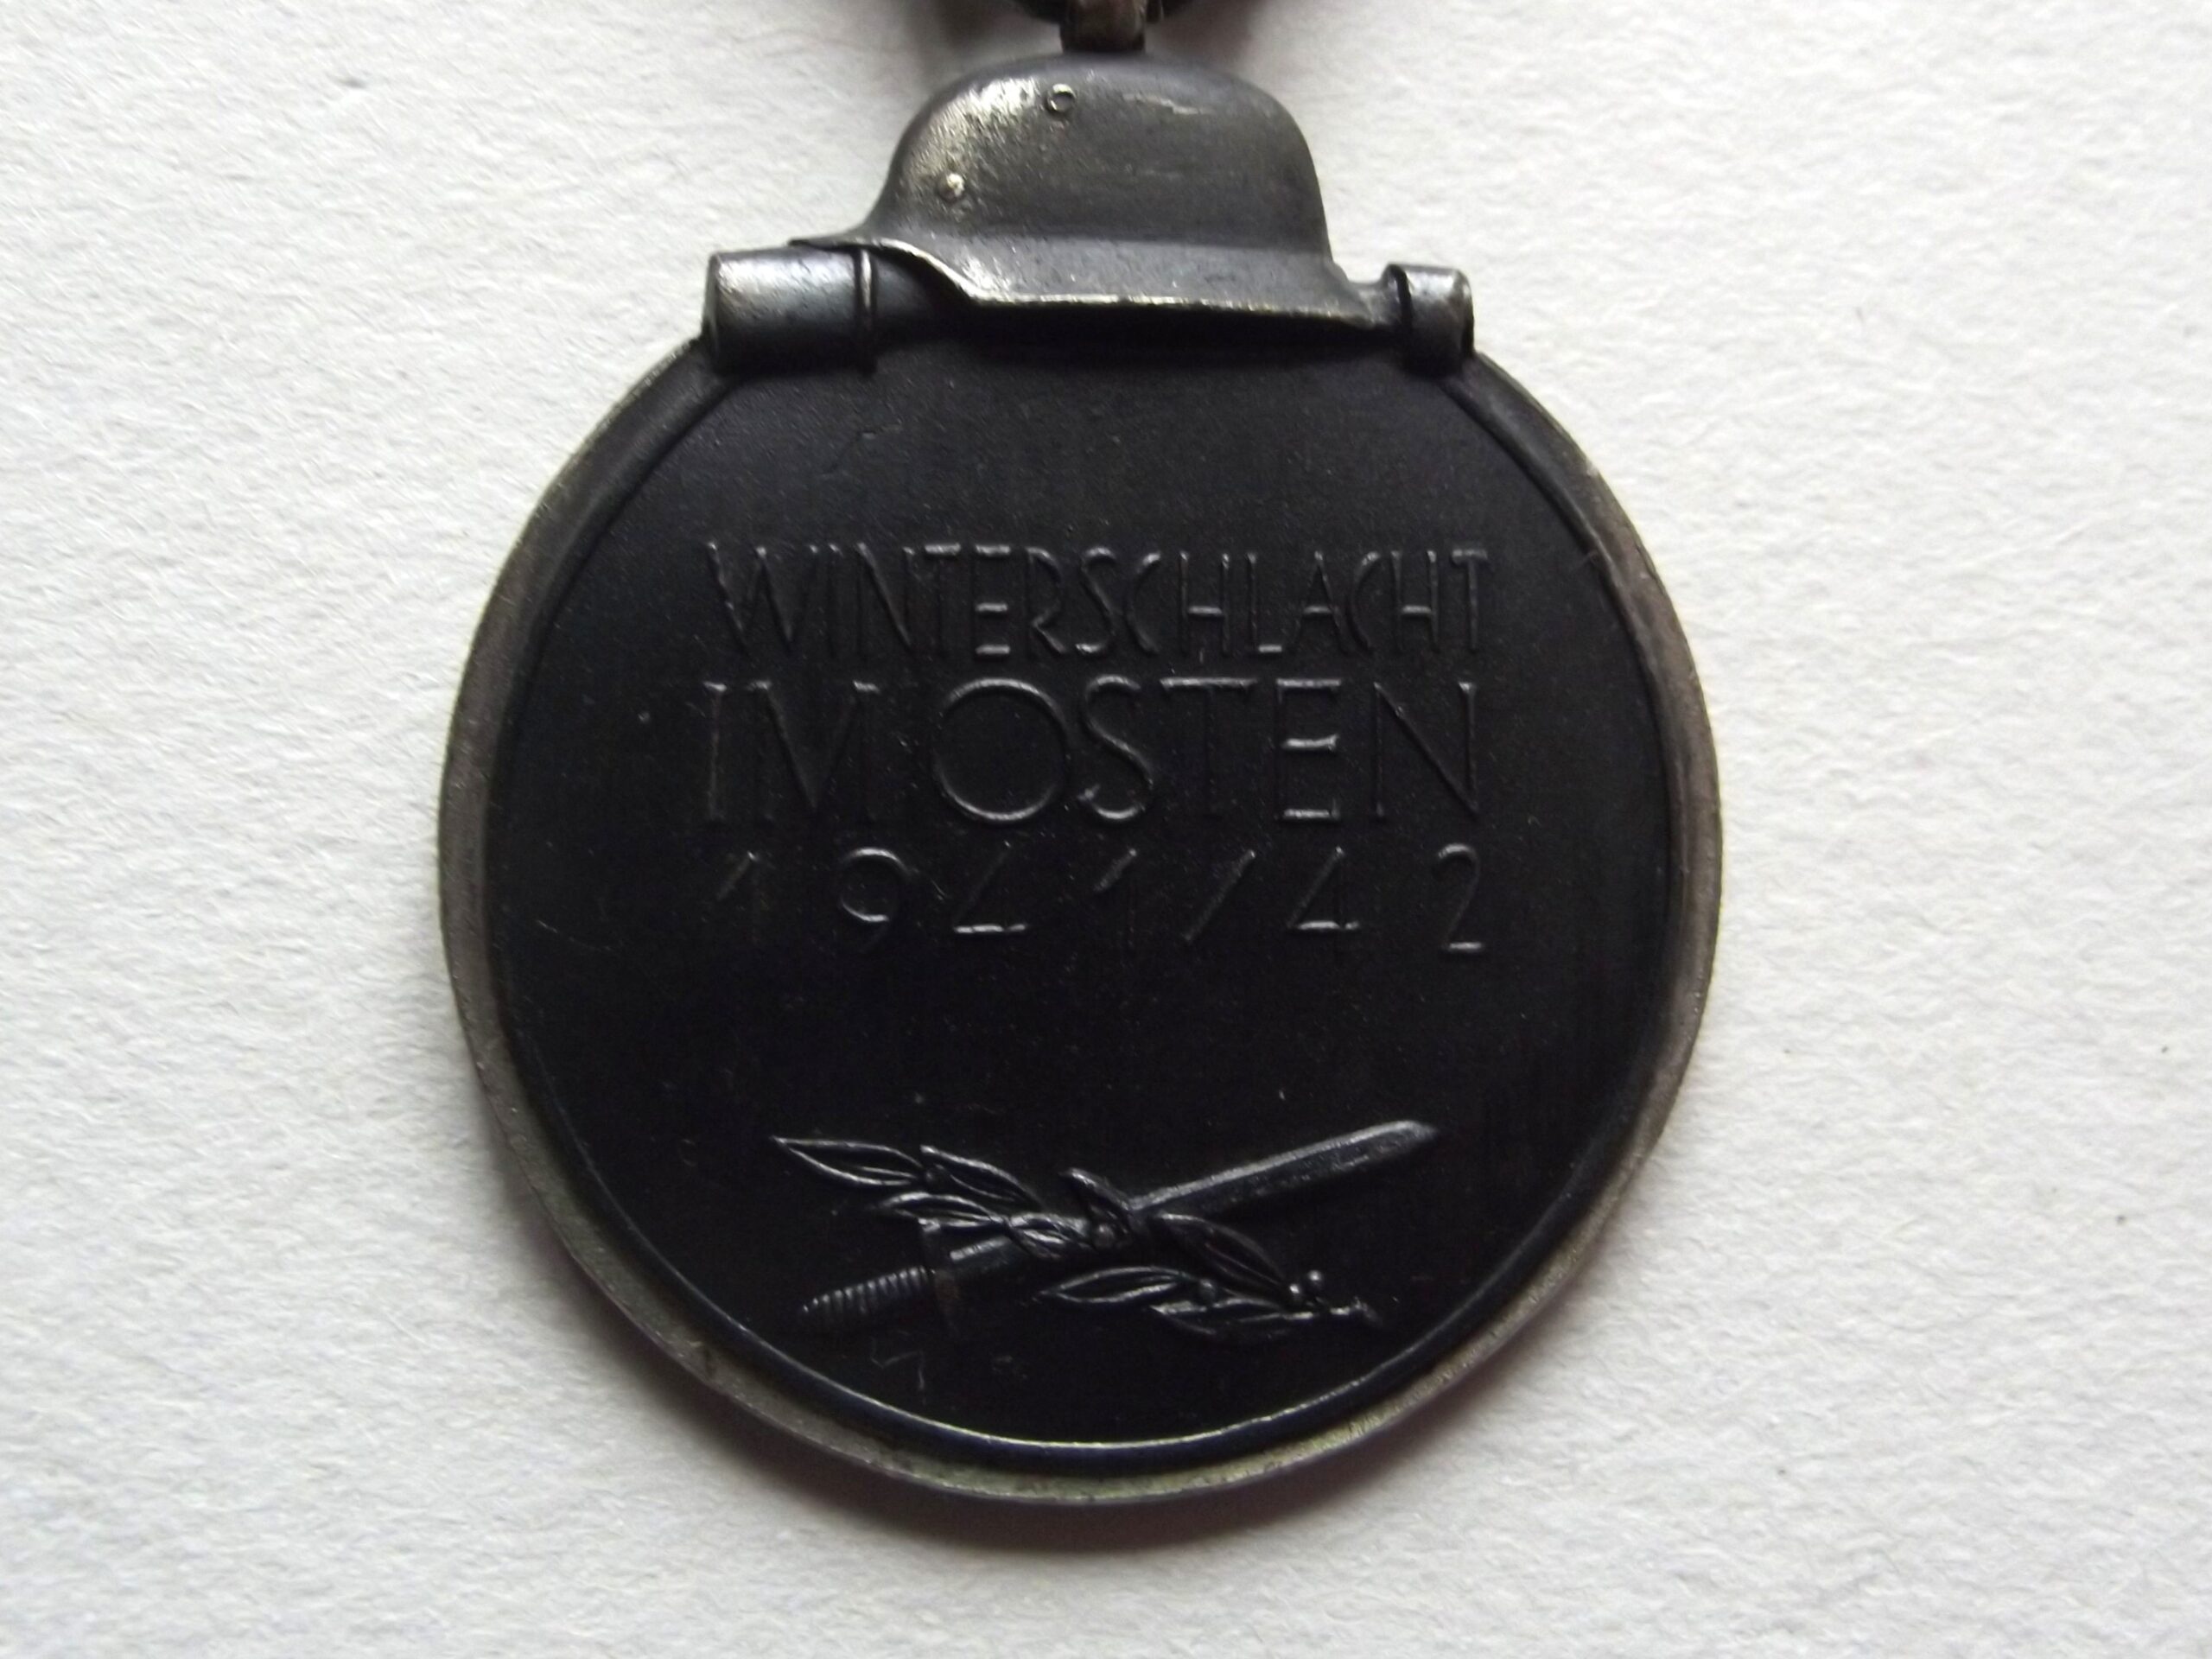 WINTERSCHLACHT
IM OSTEN
1941/42